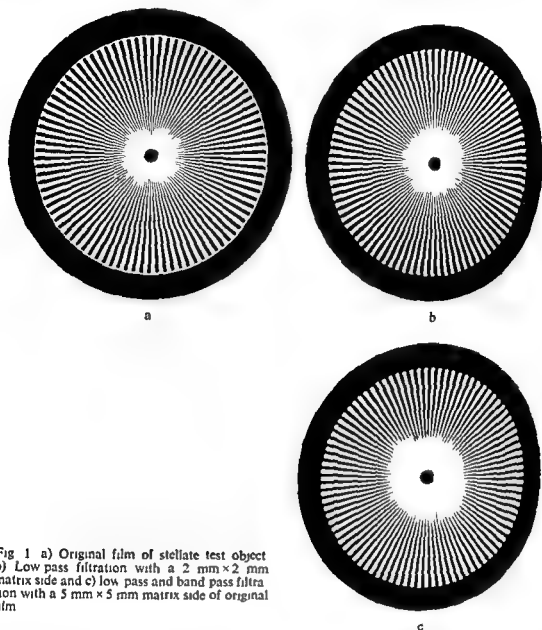 a
b
Fig 1 a) Original film of stellate test object
b) Low pass filtration with a 2 mm × 2 mm
matrix side and c) low pass and band pass filtra
tion with a 5 mm × 5 mm matrix side of original
film
c